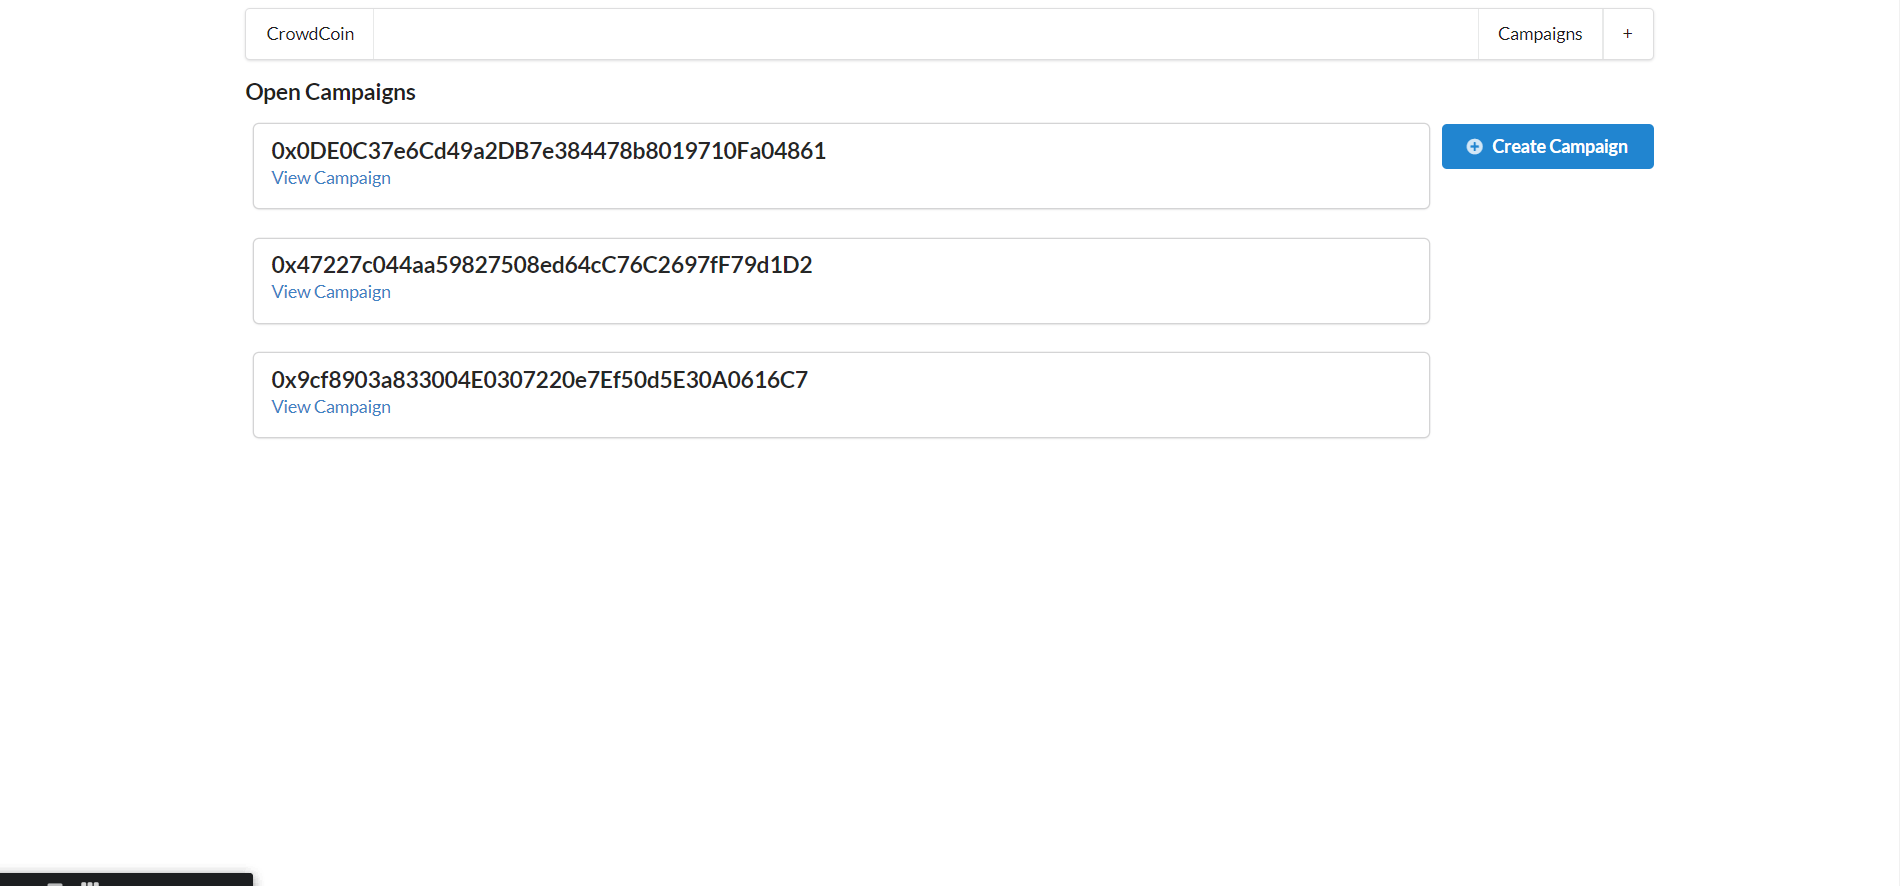 CrowdCoin
Campaigns
+
Open Campaigns
0x0DE0C37e6Cd49a2DB7e384478b8019710Fa04861
View Campaign
Create Campaign
0x47227c044aa59827508ed64cC76C2697fF79d1D2
View Campaign
0x9cf8903a833004E0307220e7Ef50d5E30A0616C7
View Campaign